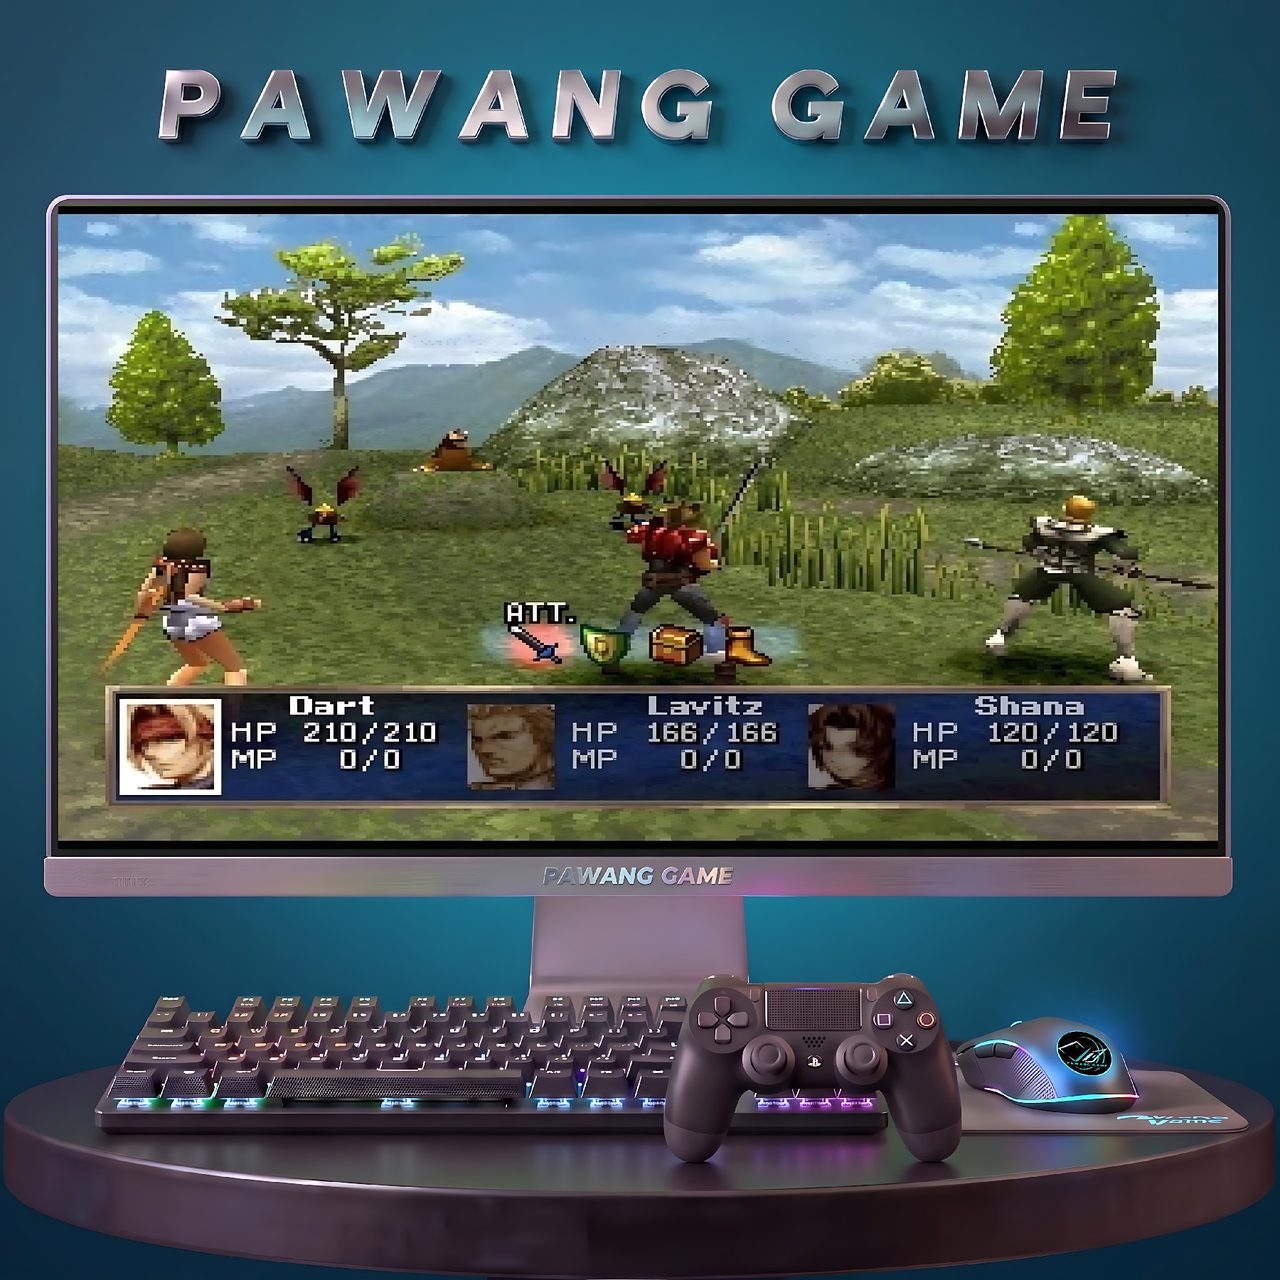 PAWANG GAME
ATT.
Dart
HP 210/210
MP 0/0
Lavitz
HP 166/166
MP 0/0
Shana
HP 120/120
MP 0/0
PAWANG GAME